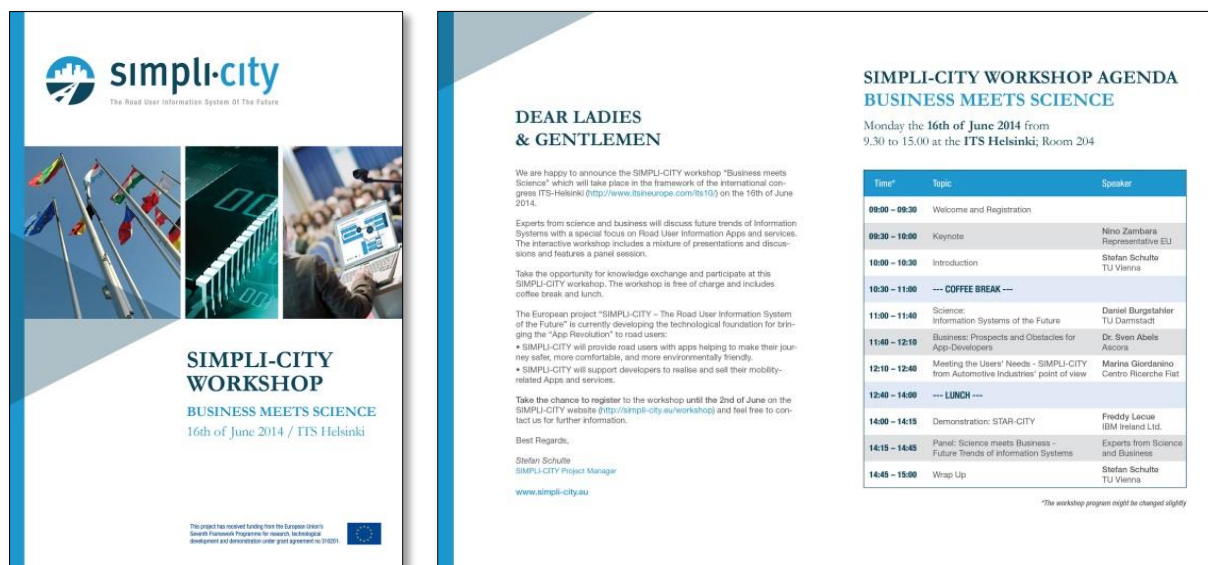 simpli·city
The Road User Information System Of The Future
SIMPLI-CITY
WORKSHOP
BUSINESS MEETS SCIENCE
16th of June 2014 / ITS Helsinki
This project has received funding from the European Union's
Seventh Framework Programme for research, technological
development and demonstration under grant agreement no 318201.
DEAR LADIES
& GENTLEMEN
We are happy to announce the SIMPLI-CITY workshop "Business meets
Science" which will take place in the framework of the international con-
gress ITS-Helsinki (http://www.itsineurope.com/its10/) on the 16th of June
2014.
Experts from science and business will discuss future trends of Information
Systems with a special focus on Road User Information Apps and services.
The interactive workshop includes a mixture of presentations and discus-
sions and features a panel session.
Take the opportunity for knowledge exchange and participate at this
SIMPLI-CITY workshop. The workshop is free of charge and includes
coffee break and lunch.
The European project "SIMPLI-CITY – The Road User Information System
of the Future" is currently developing the technological foundation for brin-
ging the "App Revolution" to road users:
• SIMPLI-CITY will provide road users with apps helping to make their jour-
ney safer, more comfortable, and more environmentally friendly.
• SIMPLI-CITY will support developers to realise and sell their mobility-
related Apps and services.
Take the chance to register to the workshop until the 2nd of June on the
SIMPLI-CITY website (http://simpli-city.eu/workshop) and feel free to con-
tact us for further information.
Best Regards,
Stefan Schulte
SIMPLI-CITY Project Manager
www.simpli-city.eu
SIMPLI-CITY WORKSHOP AGENDA
BUSINESS MEETS SCIENCE
Monday the 16th of June 2014 from
9.30 to 15.00 at the ITS Helsinki; Room 204
Time* Topic Speaker
09:00 – 09:30 Welcome and Registration
09:30 – 10:00 Keynote Nino Zambara
Representative EU
10:00 – 10:30 Introduction Stefan Schulte
TU Vienna
10:30 – 11:00 --- COFFEE BREAK ---
11:00 – 11:40 Science: Daniel Burgstahler
Information Systems of the Future TU Darmstadt
11:40 – 12:10 Business: Prospects and Obstacles for Dr. Sven Abels
App-Developers Ascora
12:10 – 12:40 Meeting the Users' Needs - SIMPLI-CITY Marina Giordanino
from Automotive Industries' point of view Centro Ricerche Fiat
12:40 – 14:00 --- LUNCH ---
14:00 – 14:15 Demonstration: STAR-CITY Freddy Lecue
IBM Ireland Ltd.
14:15 – 14:45 Panel: Science meets Business - Experts from Science
Future Trends of information Systems and Business
14:45 – 15:00 Wrap Up Stefan Schulte
TU Vienna
*The workshop program might be changed slightly